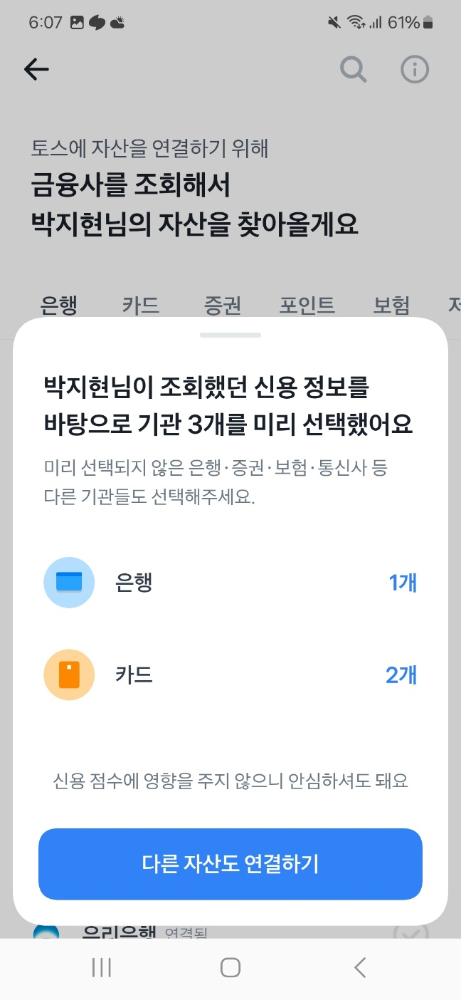 6:07
61%
토스에 자산을 연결하기 위해
금융사를 조회해서
박지현님의 자산을 찾아올게요
은행 카드 증권 포인트 보험
박지현님이 조회했던 신용 정보를
바탕으로 기관 3개를 미리 선택했어요
미리 선택되지 않은 은행·증권·보험·통신사 등
다른 기관들도 선택해주세요.
은행 1개
카드 2개
신용 점수에 영향을 주지 않으니 안심하셔도 돼요
다른 자산도 연결하기
우리은행 연결됨